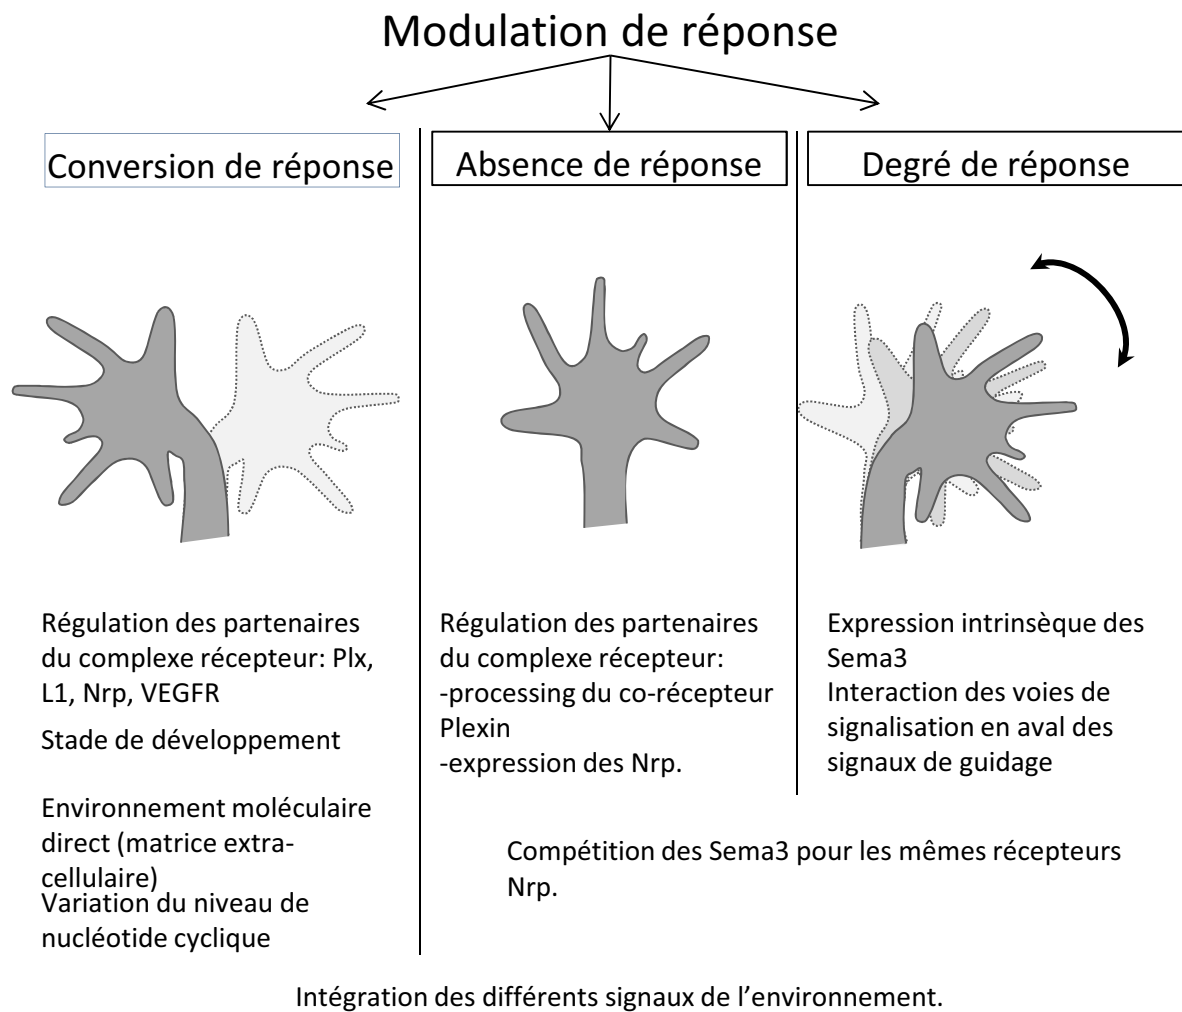 Modulation de réponse
Conversion de réponse
Absence de réponse
Degré de réponse
Régulation des partenaires
du complexe récepteur: Plx,
L1, Nrp, VEGFR
Stade de développement
Environnement moléculaire
direct (matrice extra-
cellulaire)
Variation du niveau de
nucléotide cyclique
Régulation des partenaires
du complexe récepteur:
-processing du co-récepteur
Plexin
-expression des Nrp.
Expression intrinsèque des
Sema3
Interaction des voies de
signalisation en aval des
signaux de guidage
Compétition des Sema3 pour les mêmes récepteurs
Nrp.
Intégration des différents signaux de l’environnement.